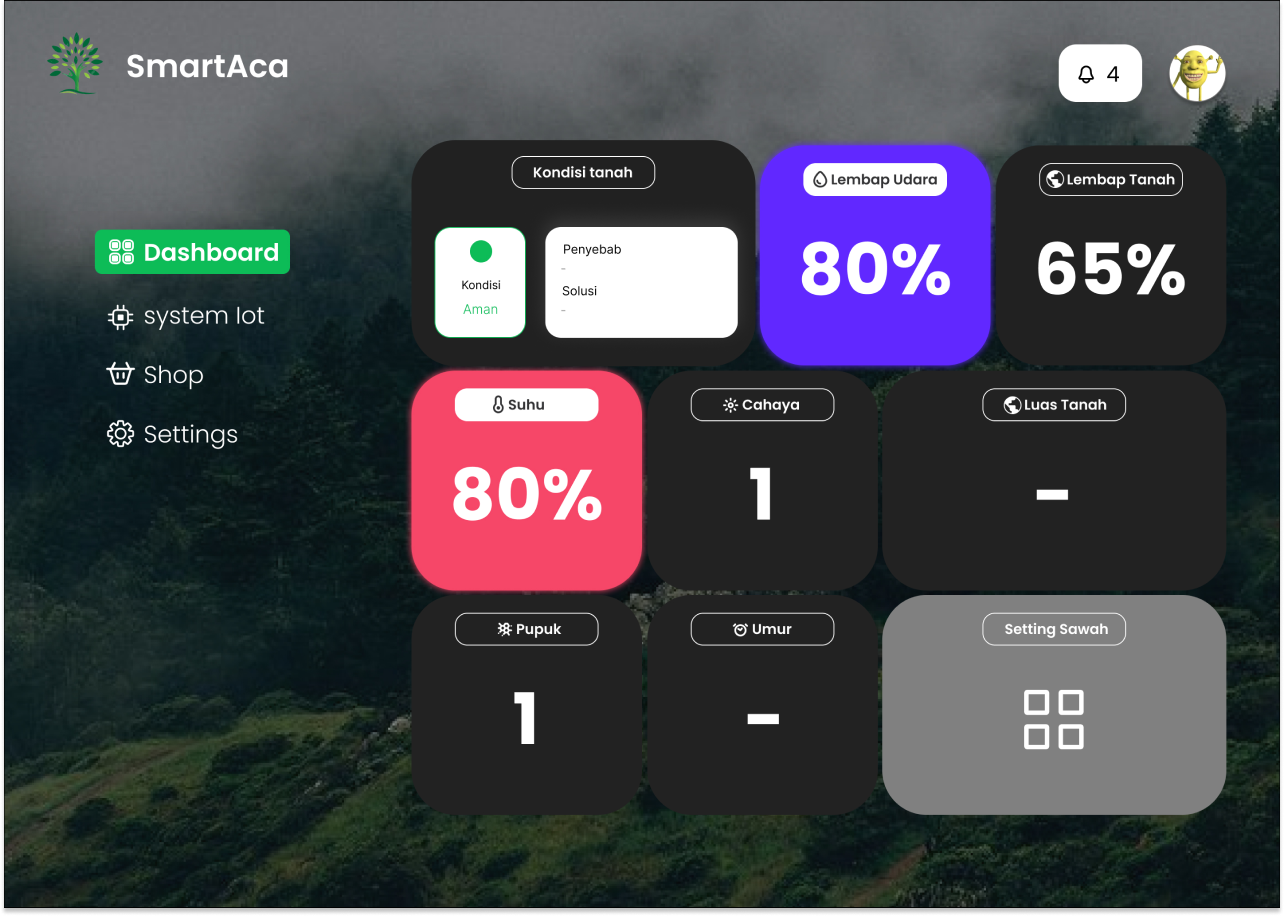 SmartAca
4
Dashboard
system Iot
Shop
Settings
Kondisi tanah
Kondisi
Aman
Penyebab
-
Solusi
-
Lembap Udara
80%
Lembap Tanah
65%
Suhu
80%
Cahaya
1
Luas Tanah
-
Pupuk
1
Umur
-
Setting Sawah